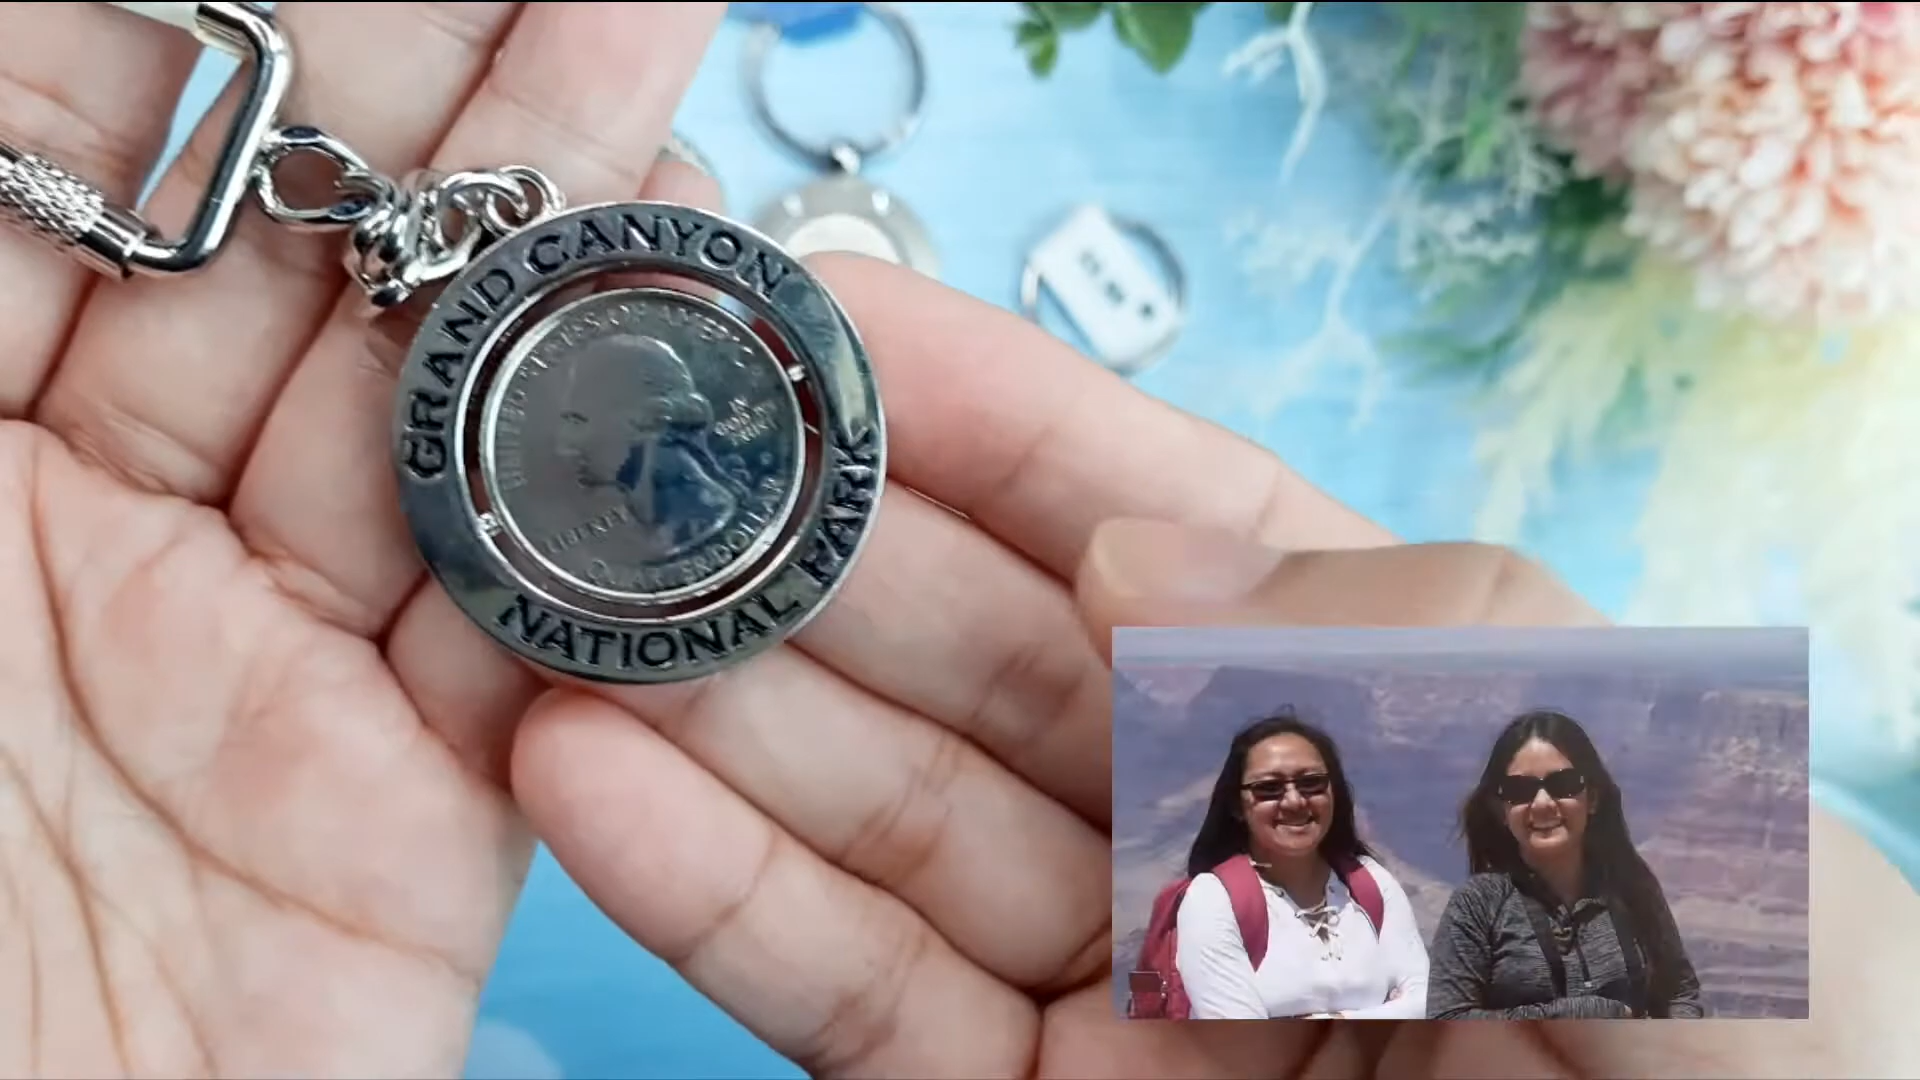 GRAND CANYON
NATIONAL PARK
UNITED STATES OF AMERICA
LIBERTY
IN
GOD WE
TRUST
QUARTER DOLLAR